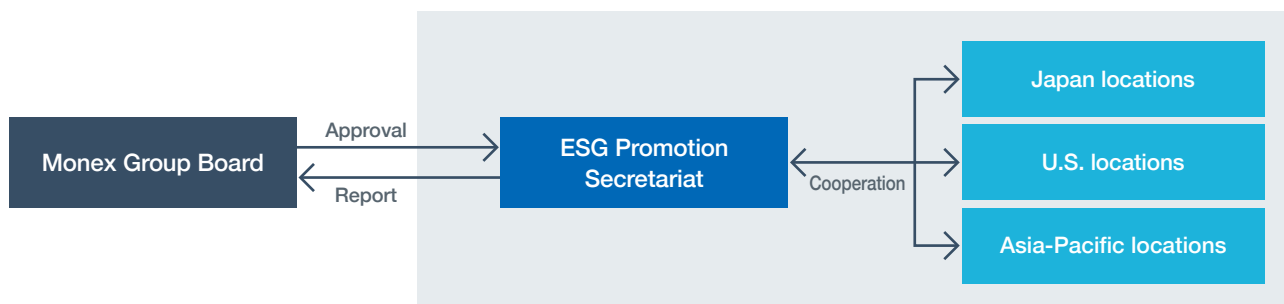 Monex Group Board
Approval
Report
ESG Promotion
Secretariat
Cooperation
Japan locations
U.S. locations
Asia-Pacific locations